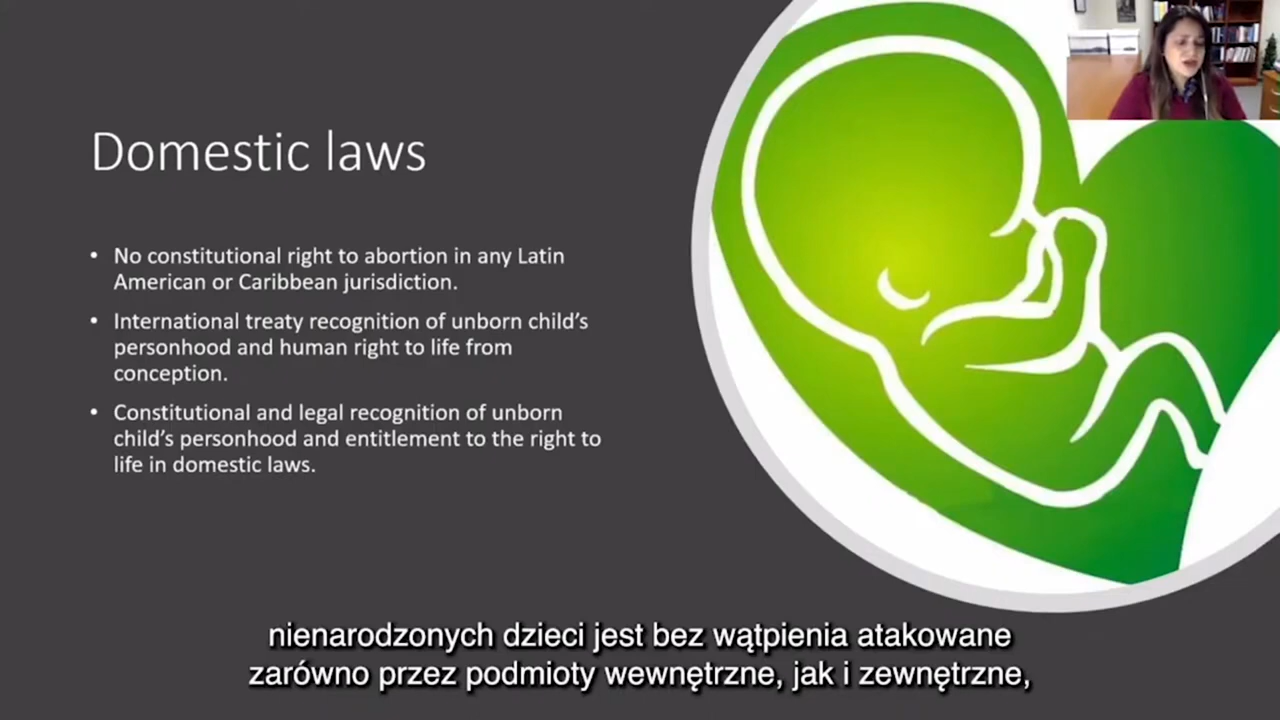 Domestic laws
• No constitutional right to abortion in any Latin
American or Caribbean jurisdiction.
• International treaty recognition of unborn child’s
personhood and human right to life from
conception.
• Constitutional and legal recognition of unborn
child’s personhood and entitlement to the right to
life in domestic laws.
nienarodzonych dzieci jest bez wątpienia atakowane
zarówno przez podmioty wewnętrzne, jak i zewnętrzne,